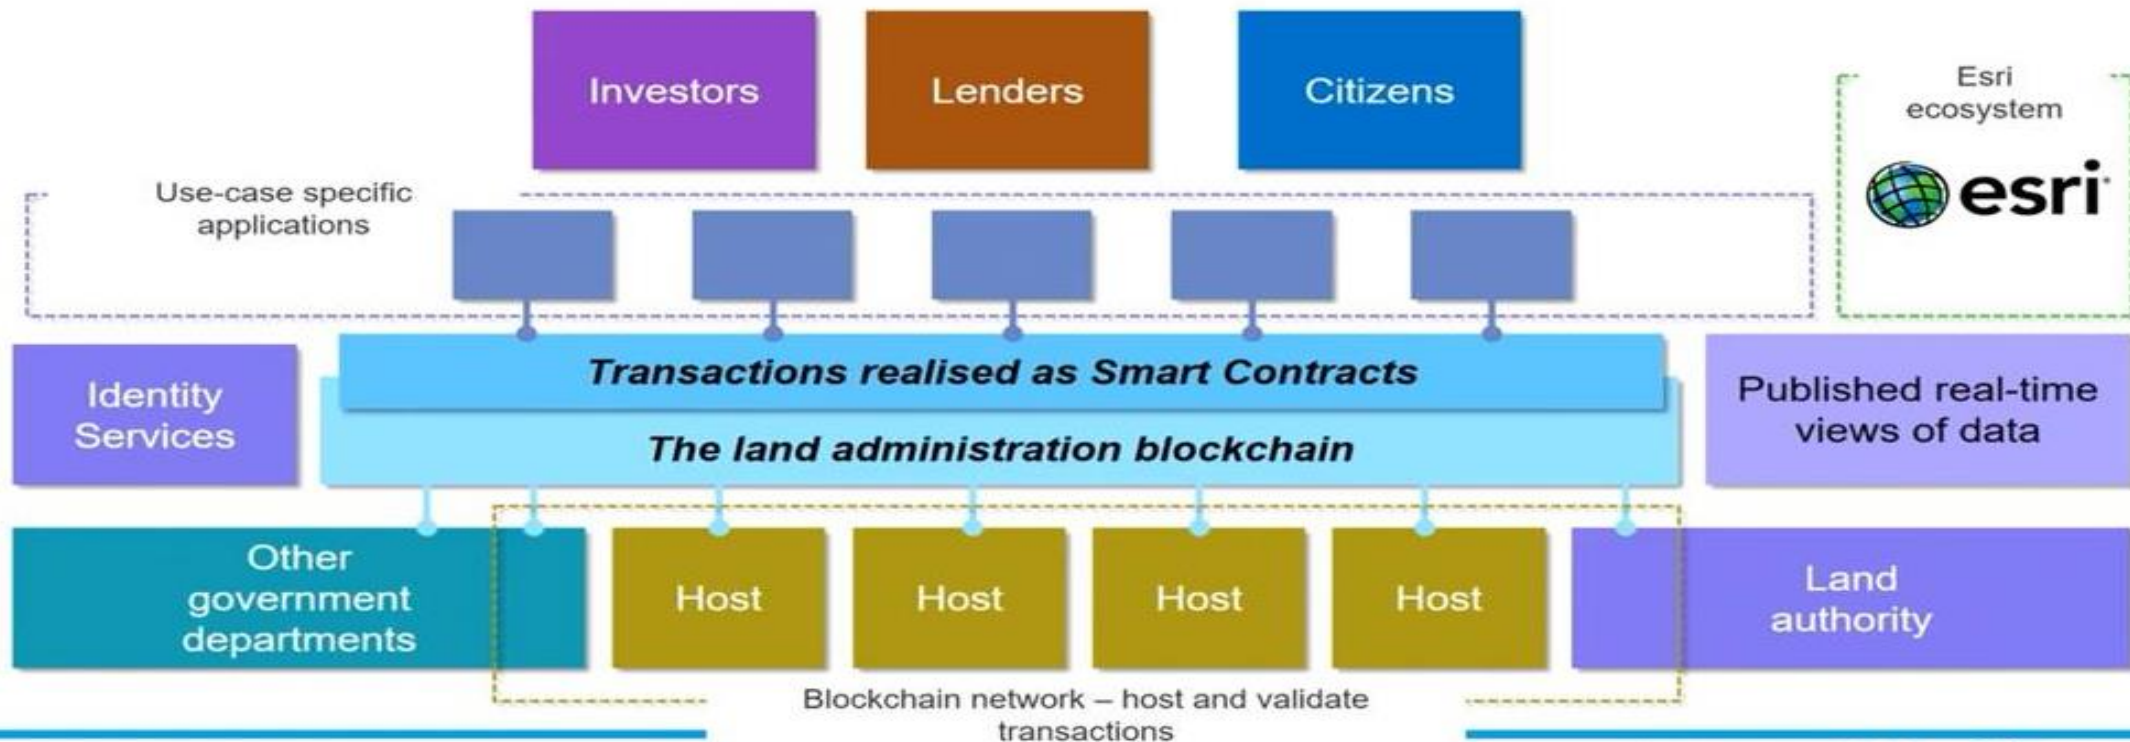 Investors
Lenders
Citizens
Esri
ecosystem
esri
Use-case specific
applications
Transactions realised as Smart Contracts
Identity
Services
The land administration blockchain
Published real-time
views of data
Other
government
departments
Host
Host
Host
Host
Land
authority
Blockchain network – host and validate
transactions